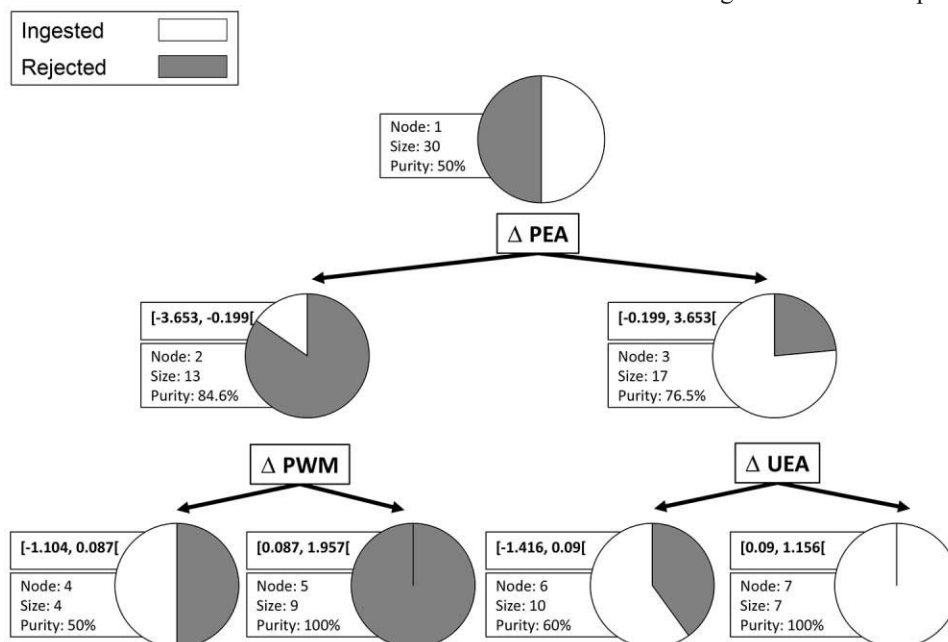 Ingested
Rejected
Node: 1
Size: 30
Purity: 50%
Δ PEA
[-3.653, -0.199[
Node: 2
Size: 13
Purity: 84.6%
[-0.199, 3.653[
Node: 3
Size: 17
Purity: 76.5%
Δ PWM
Δ UEA
[-1.104, 0.087[
Node: 4
Size: 4
Purity: 50%
[0.087, 1.957[
Node: 5
Size: 9
Purity: 100%
[-1.416, 0.09[
Node: 6
Size: 10
Purity: 60%
[0.09, 1.156[
Node: 7
Size: 7
Purity: 100%